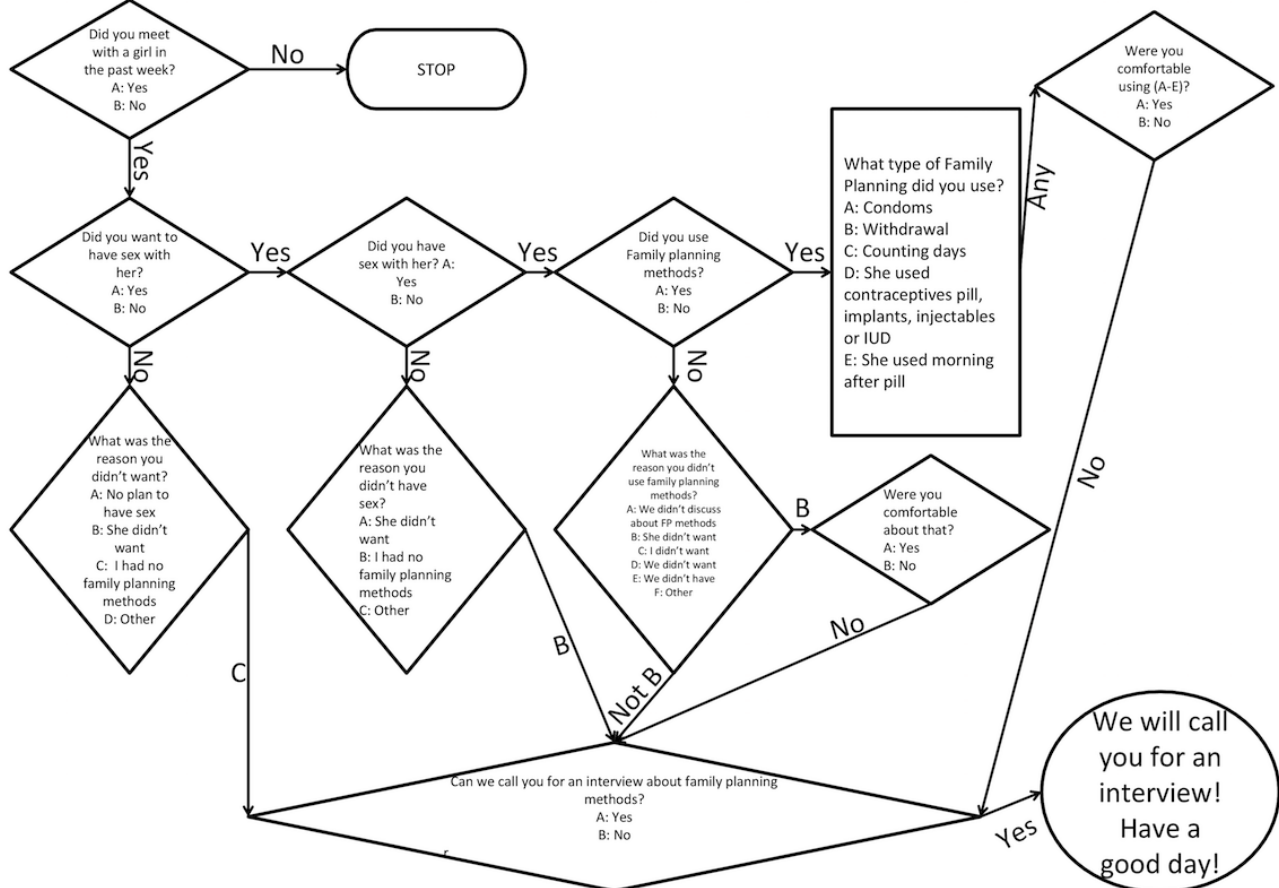 Did you meet
with a girl in
the past week?
A: Yes
B: No
No
STOP
Yes
Did you want to
have sex with
her?
A: Yes
B: No
Yes
Did you have
sex with her? A:
Yes
B: No
Yes
Did you use
Family planning
methods?
A: Yes
B: No
Yes
What type of Family
Planning did you use?
A: Condoms
B: Withdrawal
C: Counting days
D: She used
contraceptives pill,
implants, injectables
or IUD
E: She used morning
after pill
Any
Were you
comfortable
using (A-E)?
A: Yes
B: No
No
No
No
No
What was the
reason you
didn't want?
A: No plan to
have sex
B: She didn't
want
C:  I had no
family planning
methods
D: Other
C
What was the
reason you
didn't have
sex?
A: She didn't
want
B: I had no
family planning
methods
C: Other
B
What was the
reason you didn't
use family planning
methods?
A: We didn't discuss
about FP methods
B: She didn't want
C: I didn't want
D: We didn't want
E: We didn't have
F: Other
B
Not B
Were you
comfortable
about that?
A: Yes
B: No
No
Can we call you for an interview about family planning
methods?
A: Yes
B: No
r
Yes
We will call
you for an
interview!
Have a
good day!